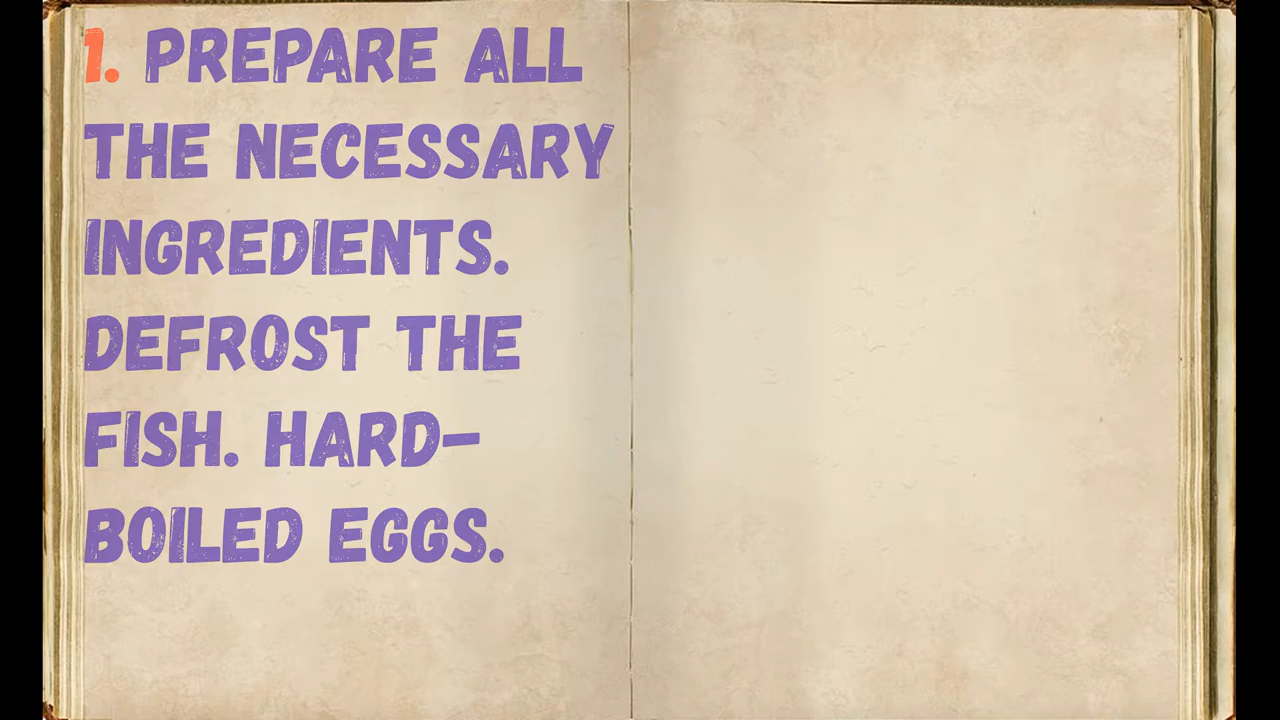 1. PREPARE ALL
THE NECESSARY
INGREDIENTS.
DEFROST THE
FISH. HARD-
BOILED EGGS.